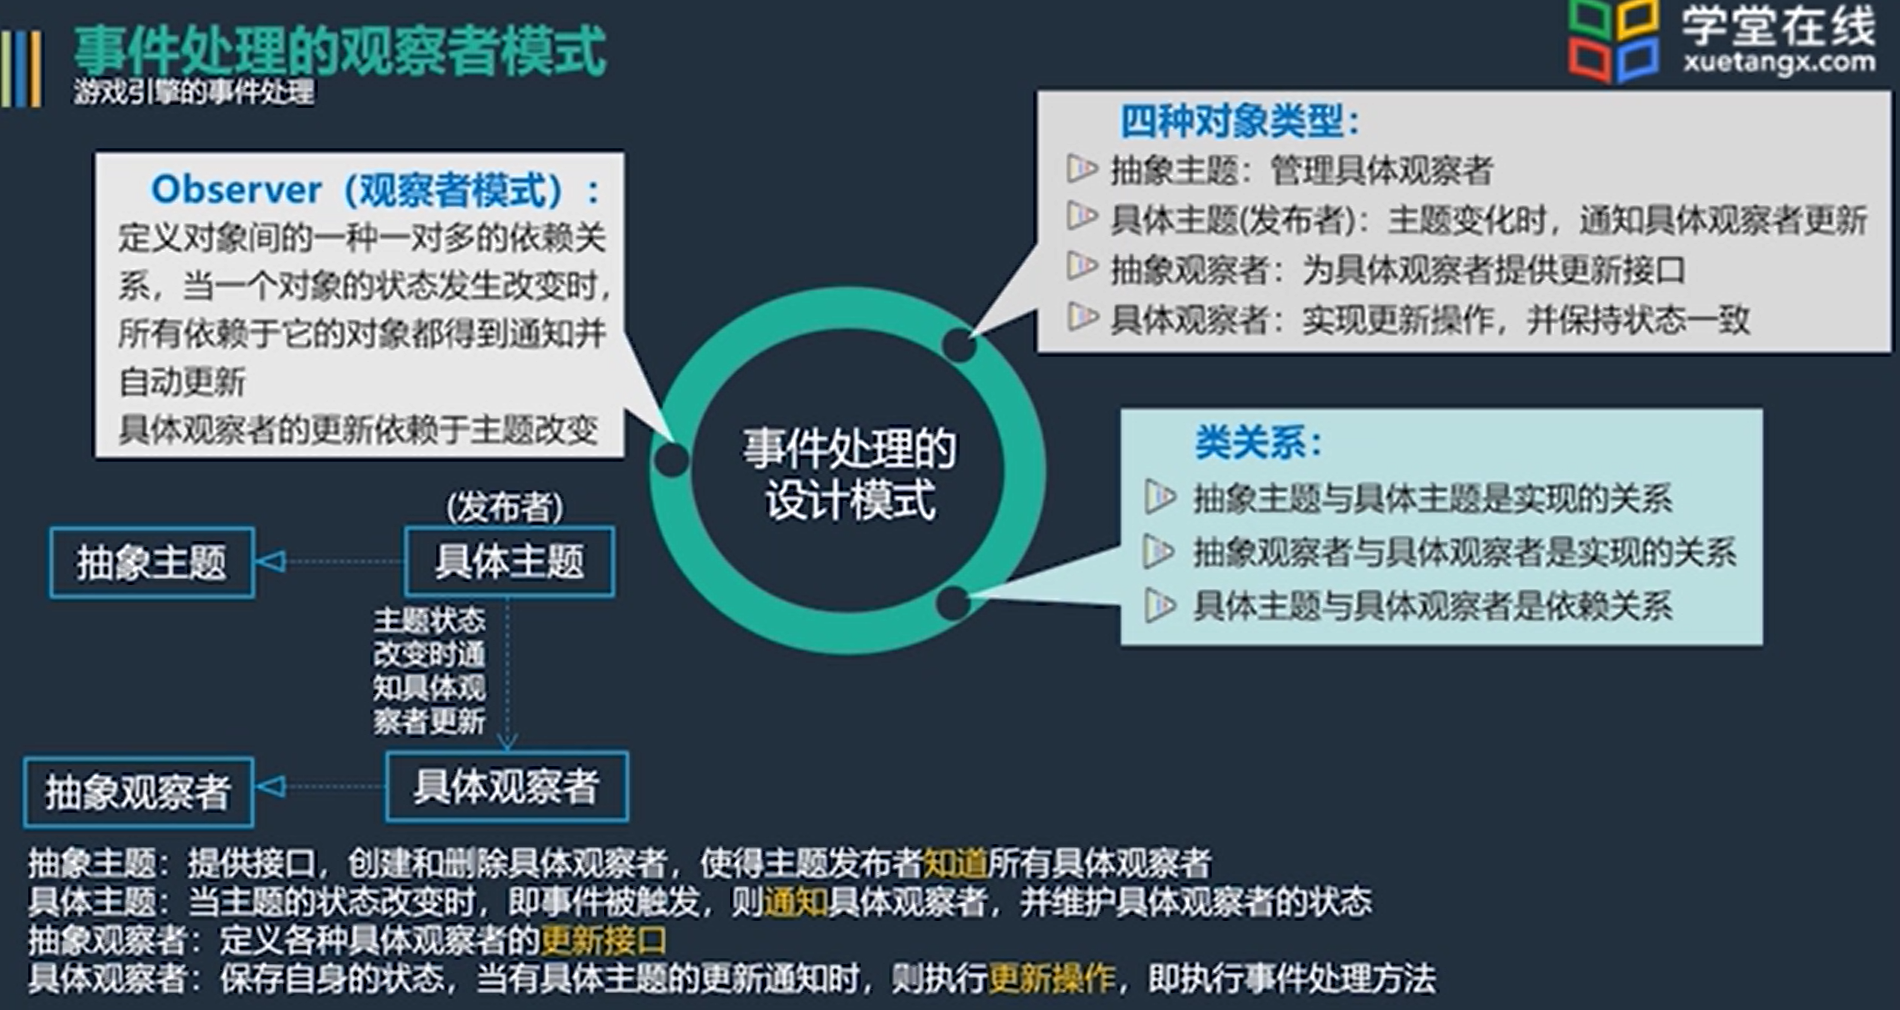 事件处理的观察者模式
游戏引擎的事件处理
学堂在线
xuetangx.com
Observer（观察者模式）:
定义对象间的一种一对多的依赖关
系，当一个对象的状态发生改变时，
所有依赖于它的对象都得到通知并
自动更新
具体观察者的更新依赖于主题改变
四种对象类型：
抽象主题：管理具体观察者
具体主题(发布者)：主题变化时，通知具体观察者更新
抽象观察者：为具体观察者提供更新接口
具体观察者：实现更新操作，并保持状态一致
事件处理的
设计模式
类关系：
抽象主题与具体主题是实现的关系
抽象观察者与具体观察者是实现的关系
具体主题与具体观察者是依赖关系
(发布者)
抽象主题
具体主题
主题状态
改变时通
知具体观
察者更新
抽象观察者
具体观察者
抽象主题：提供接口，创建和删除具体观察者，使得主题发布者知道所有具体观察者
具体主题：当主题的状态改变时，即事件被触发，则通知具体观察者，并维护具体观察者的状态
抽象观察者：定义各种具体观察者的更新接口
具体观察者：保存自身的状态，当有具体主题的更新通知时，则执行更新操作，即执行事件处理方法